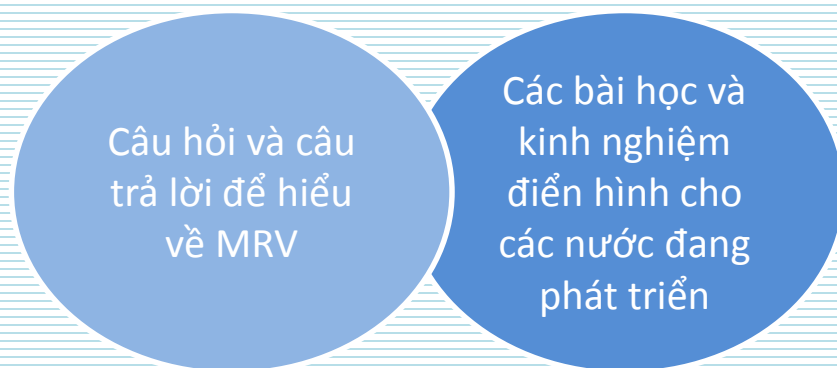 Câu hỏi và câu
trả lời để hiểu
về MRV
Các bài học và
kinh nghiệm
điển hình cho
các nước đang
phát triển